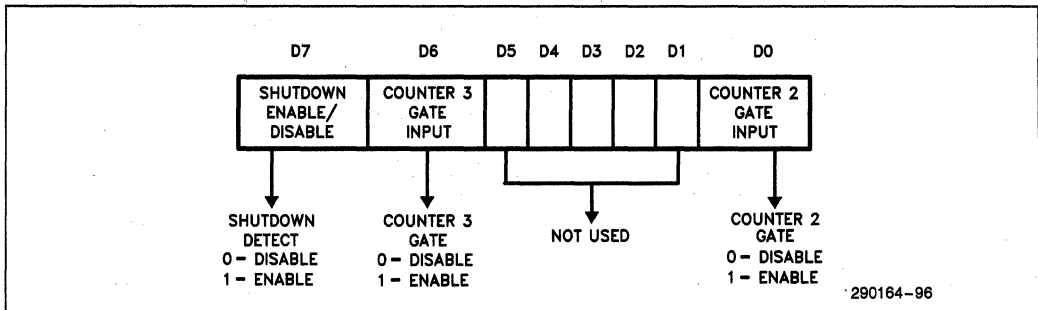 D7 D6 D5 D4 D3 D2 D1 D0
SHUTDOWN
ENABLE/
DISABLE
COUNTER 3
GATE
INPUT
COUNTER 2
GATE
INPUT
SHUTDOWN
DETECT
0 – DISABLE
1 – ENABLE
COUNTER 3
GATE
0 – DISABLE
1 – ENABLE
NOT USED
COUNTER 2
GATE
0 – DISABLE
1 – ENABLE
290164–96